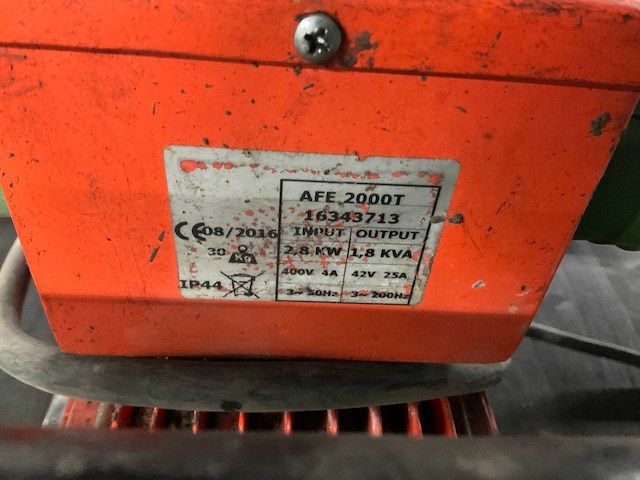 AFE 2000T
16343713
CE 08/2016 INPUT OUTPUT
30 Kg 2,8 KW 1,8 KVA
400V 4A 42V 25A
IP44 3~ 50Hz 3~ 200Hz